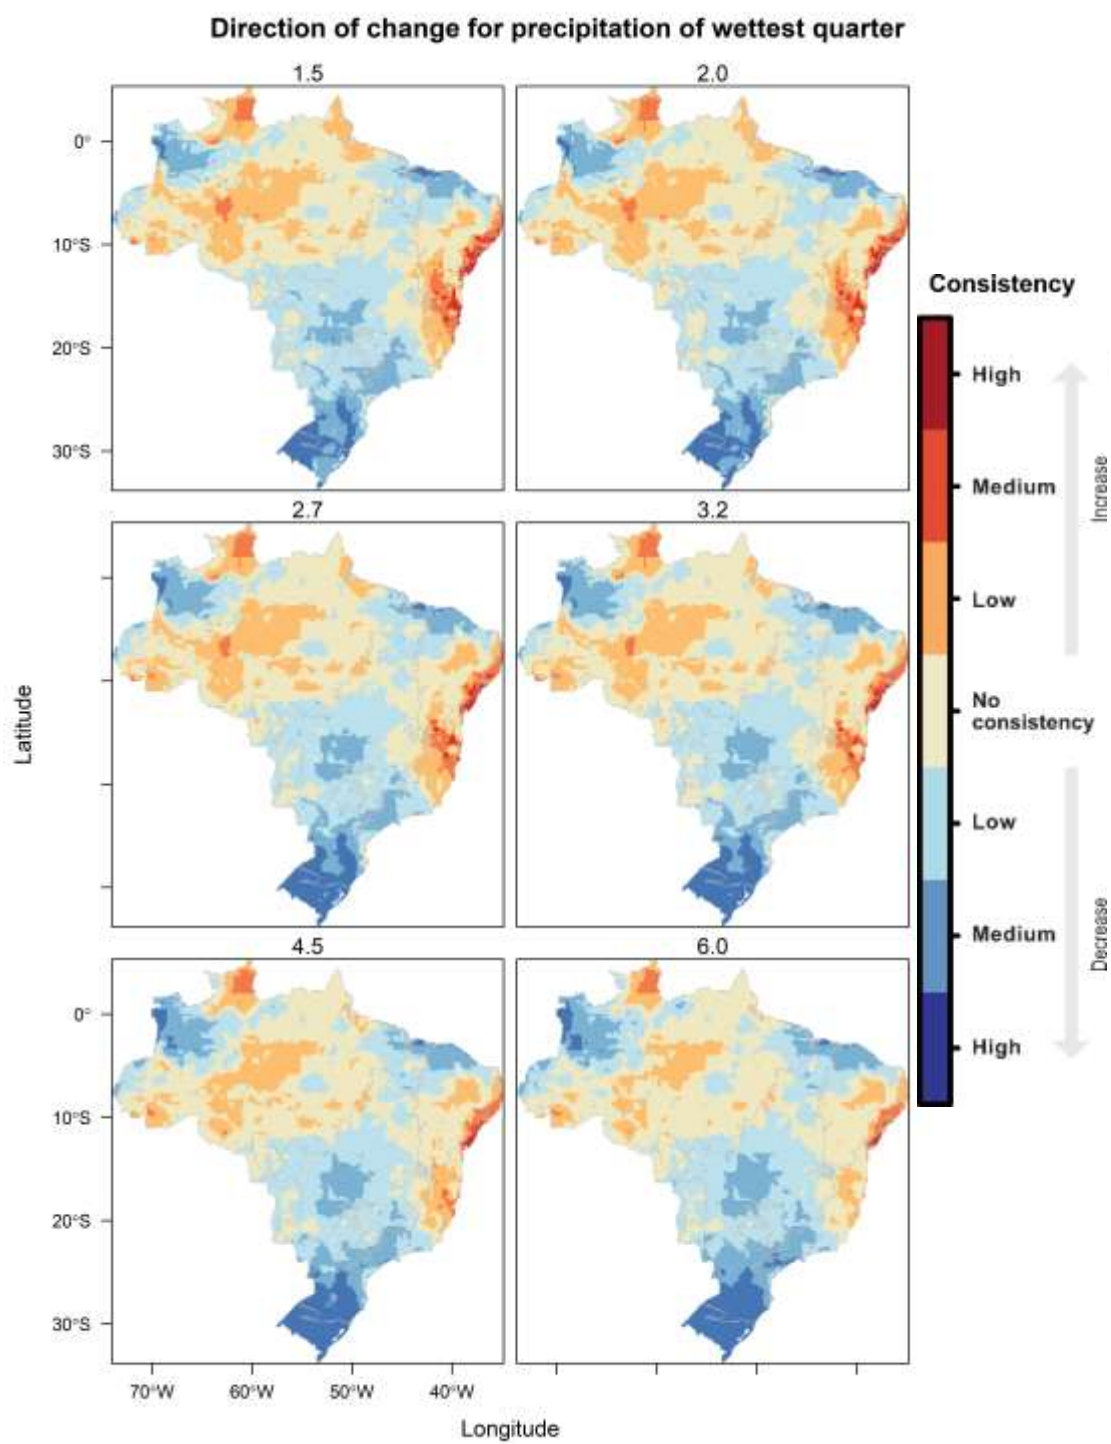 Direction of change for precipitation of wettest quarter
1.5
2.0
0°
10°S
20°S
30°S
Consistency
High
Medium
Low
No
consistency
Low
Medium
High
Increase
Decrease
2.7
3.2
Latitude
4.5
6.0
0°
10°S
20°S
30°S
70°W
60°W
50°W
40°W
Longitude